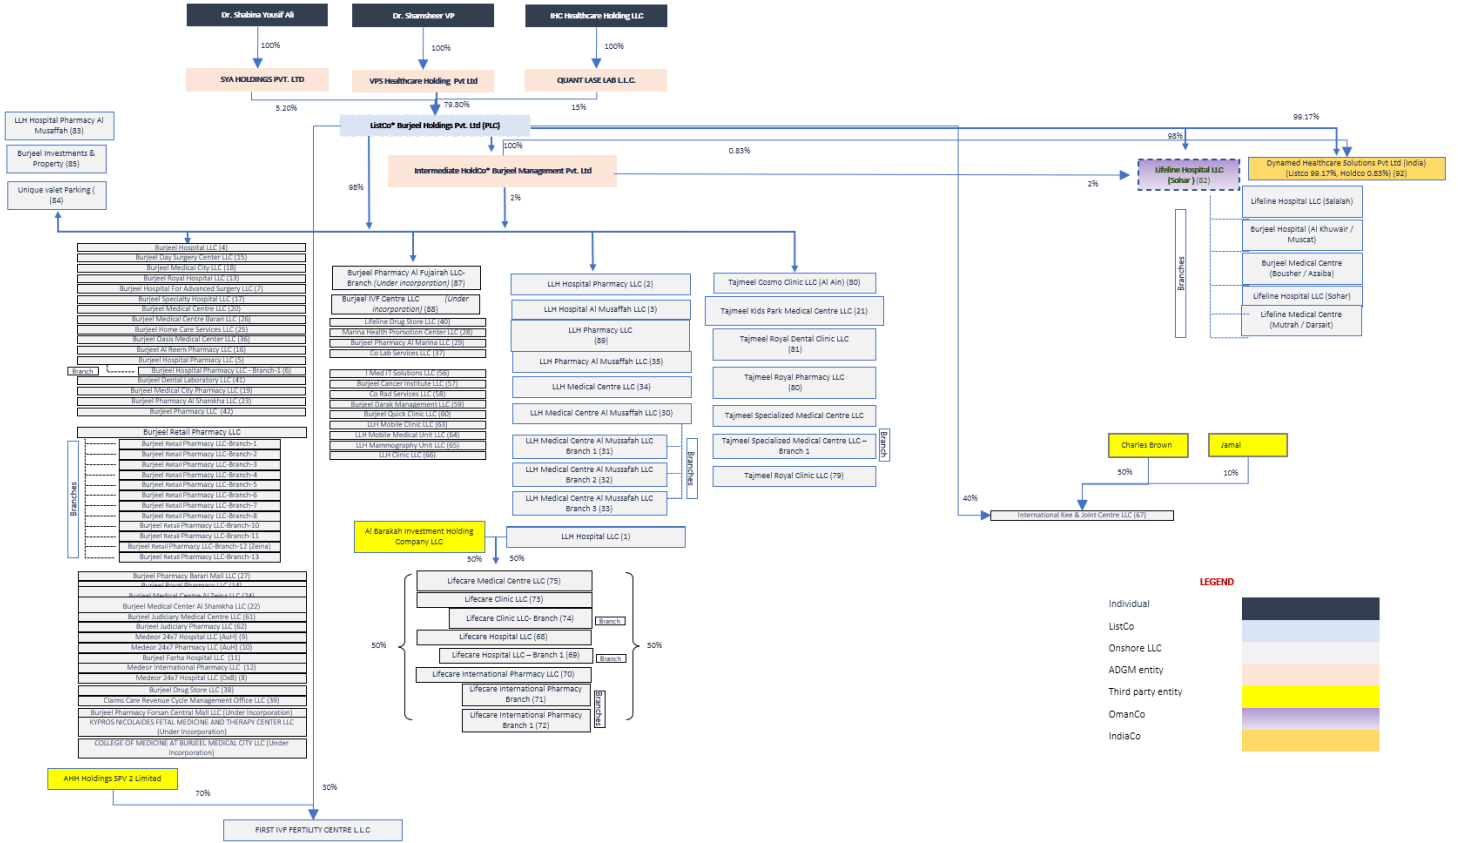 Dr. Shabina Yousif Ali
Dr. Shamsheer VP
IHC Healthcare Holding LLC
100%
100%
100%
SYA HOLDINGS PVT. LTD
VPS Healthcare Holding Pvt Ltd
QUANT LASE LAB L.L.C.
5.20%
79.80%
15%
ListCo* Burjeel Holdings Pvt. Ltd (PLC)
99.17%
98%
100%
0.83%
Intermediate HoldCo* Burjeel Management Pvt. Ltd
98%
2%
2%
LLH Hospital Pharmacy Al
Musaffah (83)
Burjeel Investments &
Property (85)
Unique valet Parking (
(84)
Lifeline Hospital LLC
(Sohar ) (82)
Dynamed Healthcare Solutions Pvt Ltd (India)
(Listco 99.17%, Holdco 0.83%) (92)
Branches
Lifeline Hospital LLC (Salalah)
Burjeel Hospital (Al Khuwair /
Muscat)
Burjeel Medical Centre
(Bousher / Azaiba)
Lifeline Hospital LLC (Sohar)
Lifeline Medical Centre
(Mutrah / Darsait)
Burjeel Hospital LLC (4)
Burjeel Day Surgery Center LLC (15)
Burjeel Medical City LLC (18)
Burjeel Royal Hospital LLC (13)
Burjeel Hospital For Advanced Surgery LLC (7)
Burjeel Specialty Hospital LLC (17)
Burjeel Medical Centre LLC (20)
Burjeel Medical Centre Barari LLC (26)
Burjeel Home Care Services LLC (25)
Burjeel Oasis Medical Center LLC (36)
Burjeel Al Reem Pharmacy LLC (16)
Burjeel Hospital Pharmacy LLC (5)
Branch
Burjeel Hospital Pharmacy LLC - Branch-1 (6)
Burjeel Dental Laboratory LLC (41)
Burjeel Medical City Pharmacy LLC (19)
Burjeel Pharmacy Al Shamkha LLC (23)
Burjeel Pharmacy LLC (42)
Burjeel Retail Pharmacy LLC
Branches
Burjeel Retail Pharmacy LLC-Branch-1
Burjeel Retail Pharmacy LLC-Branch-2
Burjeel Retail Pharmacy LLC-Branch-3
Burjeel Retail Pharmacy LLC-Branch-4
Burjeel Retail Pharmacy LLC-Branch-5
Burjeel Retail Pharmacy LLC-Branch-6
Burjeel Retail Pharmacy LLC-Branch-7
Burjeel Retail Pharmacy LLC-Branch-8
Burjeel Retail Pharmacy LLC-Branch-10
Burjeel Retail Pharmacy LLC-Branch-11
Burjeel Retail Pharmacy LLC-Branch-12 (Zeina)
Burjeel Retail Pharmacy LLC-Branch-13
Burjeel Pharmacy Barari Mall LLC (27)
Burjeel Royal Pharmacy LLC (14)
Burjeel Medical Centre Al Zeina LLC (24)
Burjeel Medical Center Al Shamkha LLC (22)
Burjeel Judiciary Medical Centre LLC (61)
Burjeel Judiciary Pharmacy LLC (62)
Medeor 24x7 Hospital LLC (AuH) (9)
Medeor 24x7 Pharmacy LLC (AuH) (10)
Burjeel Farha Hospital LLC (11)
Medeor International Pharmacy LLC (12)
Medeor 24x7 Hospital LLC (DxB) (8)
Burjeel Drug Store LLC (38)
Claims Care Revenue Cycle Management Office LLC (39)
Burjeel Pharmacy Forsan Central Mall LLC (Under Incorporation)
KYPROS NICOLAIDES FETAL MEDICINE AND THERAPY CENTER LLC
(Under Incorporation)
COLLEGE OF MEDICINE AT BURJEEL MEDICAL CITY LLC (Under
Incorporation)
Burjeel Pharmacy Al Fujairah LLC-
Branch (Under incorporation) (87)
Burjeel IVF Centre LLC (Under
incorporation) (88)
Lifeline Drug Store LLC (40)
Marina Health Promotion Center LLC (28)
Burjeel Pharmacy Al Marina LLC (29)
Co Lab Services LLC (37)
I Med IT Solutions LLC (56)
Burjeel Cancer Institute LLC (57)
Co Rad Services LLC (58)
Burjeel Darak Management LLC (59)
Burjeel Quick Clinic LLC (60)
LLH Mobile Clinic LLC (63)
LLH Mobile Medical Unit LLC (64)
LLH Mammography Unit LLC (65)
LLH Clinic LLC (66)
LLH Hospital Pharmacy LLC (2)
LLH Hospital Al Musaffah LLC (3)
LLH Pharmacy LLC
(89)
LLH Pharmacy Al Musaffah LLC (35)
LLH Medical Centre LLC (34)
LLH Medical Centre Al Musaffah LLC (30)
LLH Medical Centre Al Mussafah LLC
Branch 1 (31)
LLH Medical Centre Al Mussafah LLC
Branch 2 (32)
LLH Medical Centre Al Mussafah LLC
Branch 3 (33)
Branches
Tajmeel Cosmo Clinic LLC (Al Ain) (80)
Tajmeel Kids Park Medical Centre LLC (21)
Tajmeel Royal Dental Clinic LLC
(81)
Tajmeel Royal Pharmacy LLC
(80)
Tajmeel Specialized Medical Centre LLC
Tajmeel Specialized Medical Centre LLC –
Branch 1
Branch
Tajmeel Royal Clinic LLC (79)
Charles Brown
Jamal
50%
10%
40%
International Kee & Joint Centre LLC (67)
Al Barakah Investment Holding
Company LLC
LLH Hospital LLC (1)
50%
50%
Lifecare Medical Centre LLC (75)
Lifecare Clinic LLC (73)
Lifecare Clinic LLC- Branch (74)
Branch
Lifecare Hospital LLC (68)
50%
50%
Lifecare Hospital LLC – Branch 1 (69)
Branch
Lifecare International Pharmacy LLC (70)
Lifecare International Pharmacy
Branch (71)
Lifecare International Pharmacy
Branch 1 (72)
Branches
AHH Holdings SPV 2 Limited
70%
30%
FIRST IVF FERTILITY CENTRE L.L.C
LEGEND
Individual
ListCo
Onshore LLC
ADGM entity
Third party entity
OmanCo
IndiaCo